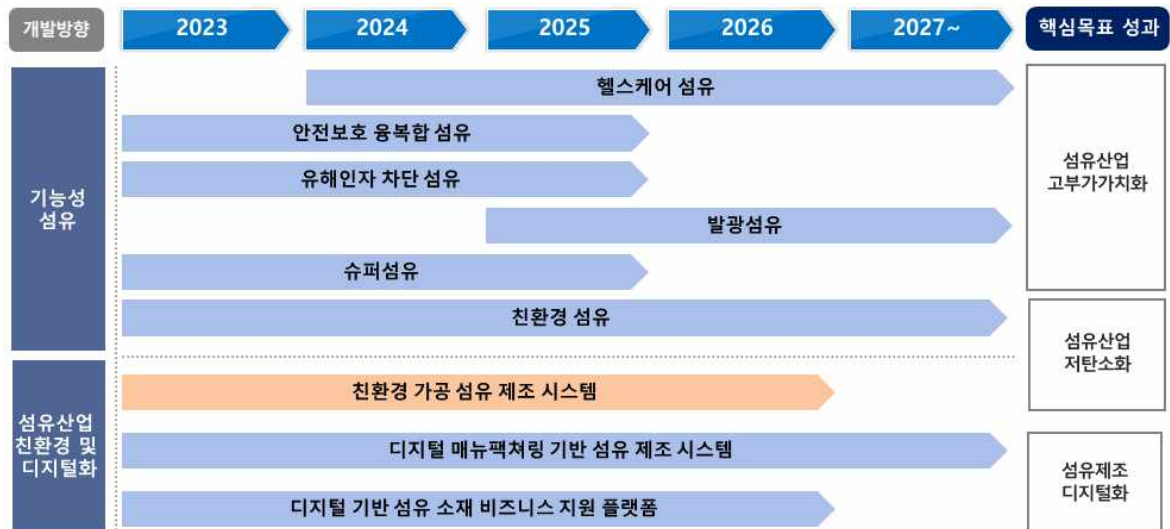 개발방향
2023
2024
2025
2026
2027~
핵심목표 성과
기능성
섬유
헬스케어 섬유
안전보호 융복합 섬유
유해인자 차단 섬유
발광섬유
슈퍼섬유
친환경 섬유
섬유산업
고부가가치화
섬유산업
저탄소화
섬유산업
친환경 및
디지털화
친환경 가공 섬유 제조 시스템
디지털 매뉴팩쳐링 기반 섬유 제조 시스템
디지털 기반 섬유 소재 비즈니스 지원 플랫폼
섬유제조
디지털화